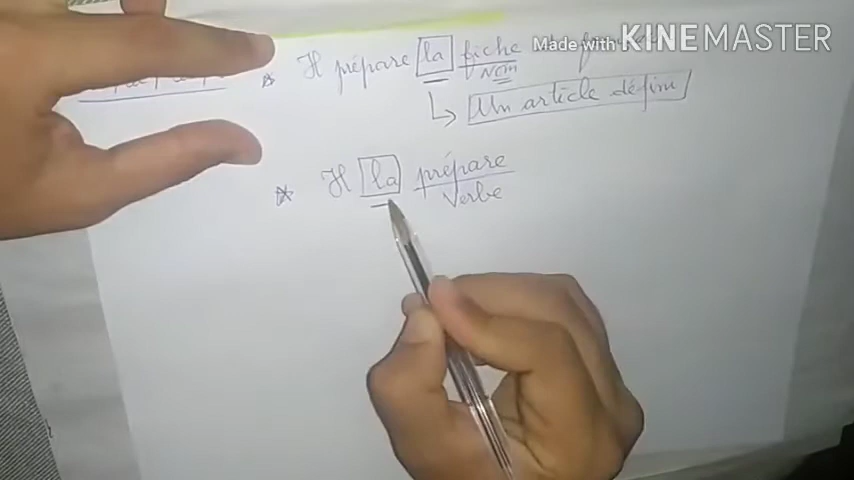 Made with KINEMASTER
* Il prépare la fiche
Nom
Un article défini
* Il la prépare
Verbe